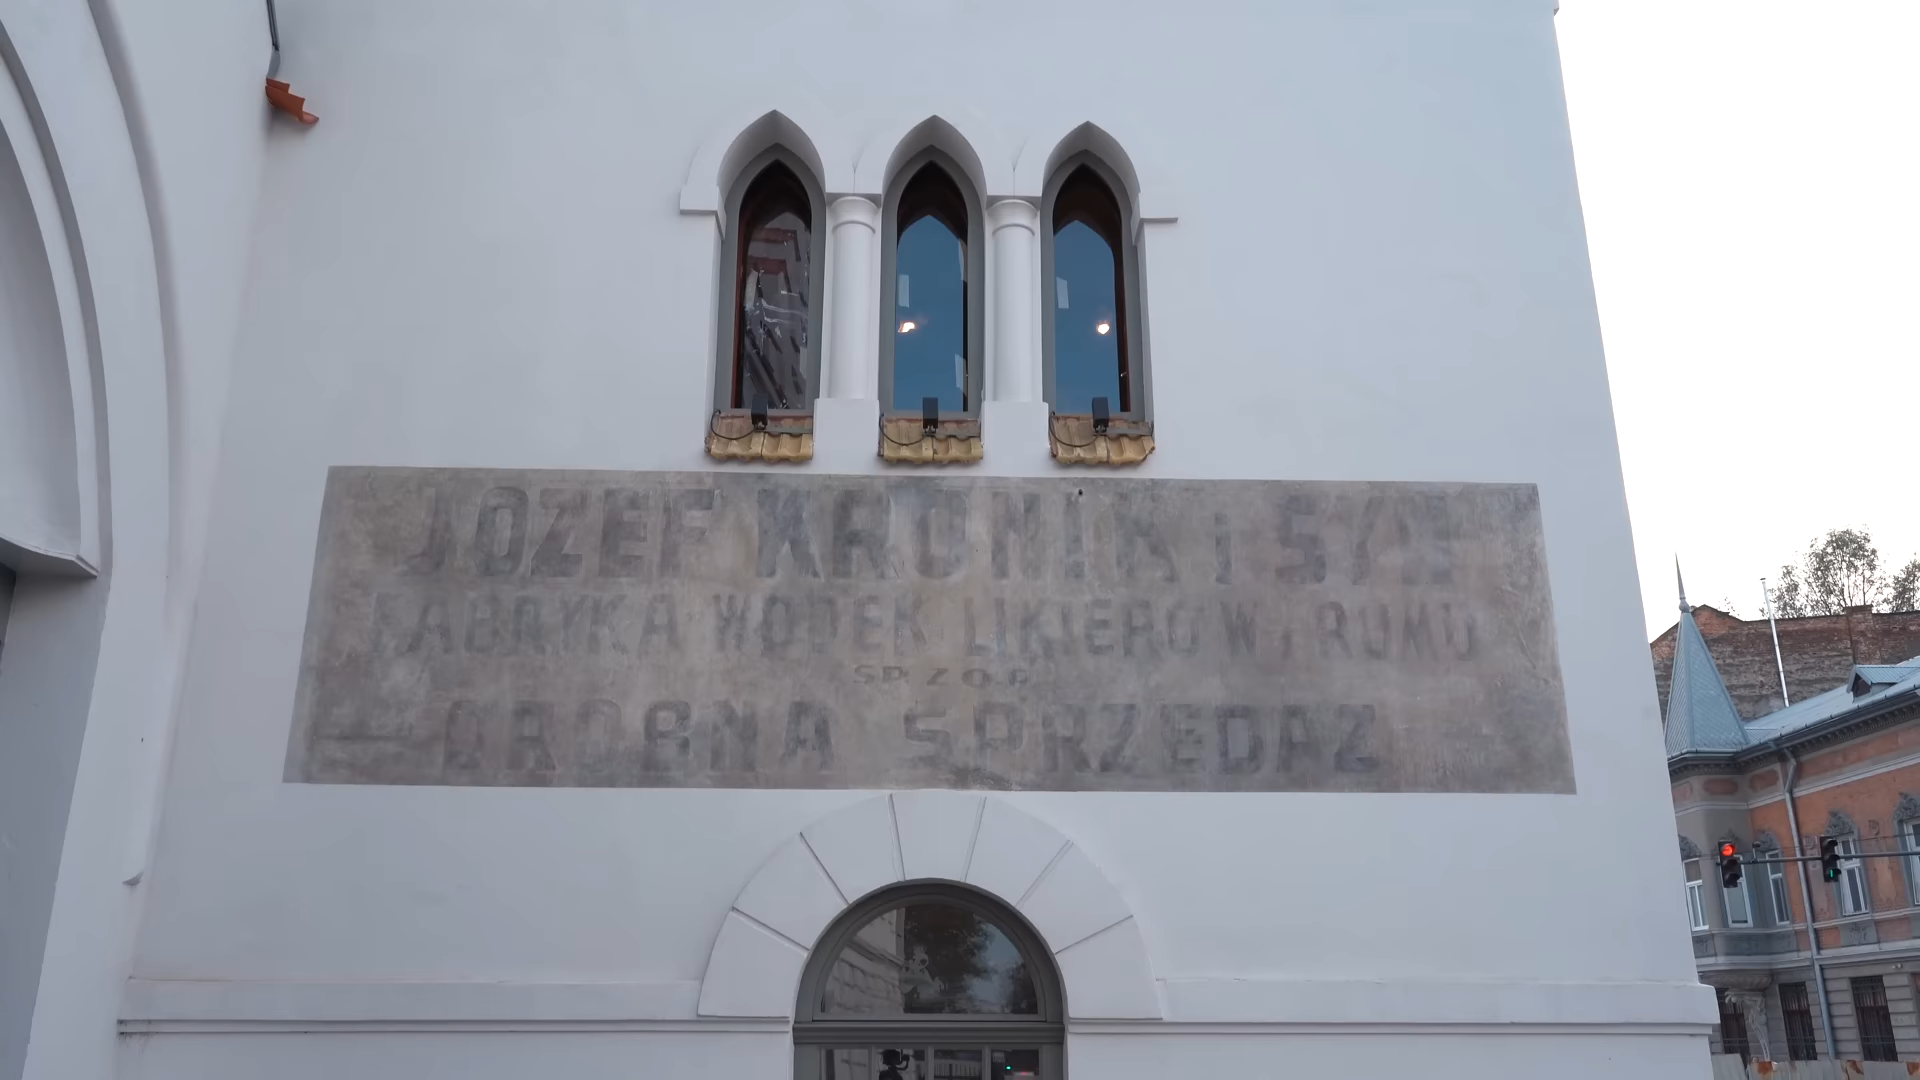 JOZEF KRONIK i SYN
FABRYKA WODEK LIKIEROW i RUMU
SP. Z O.P.
DROBNA SPRZEDAZ